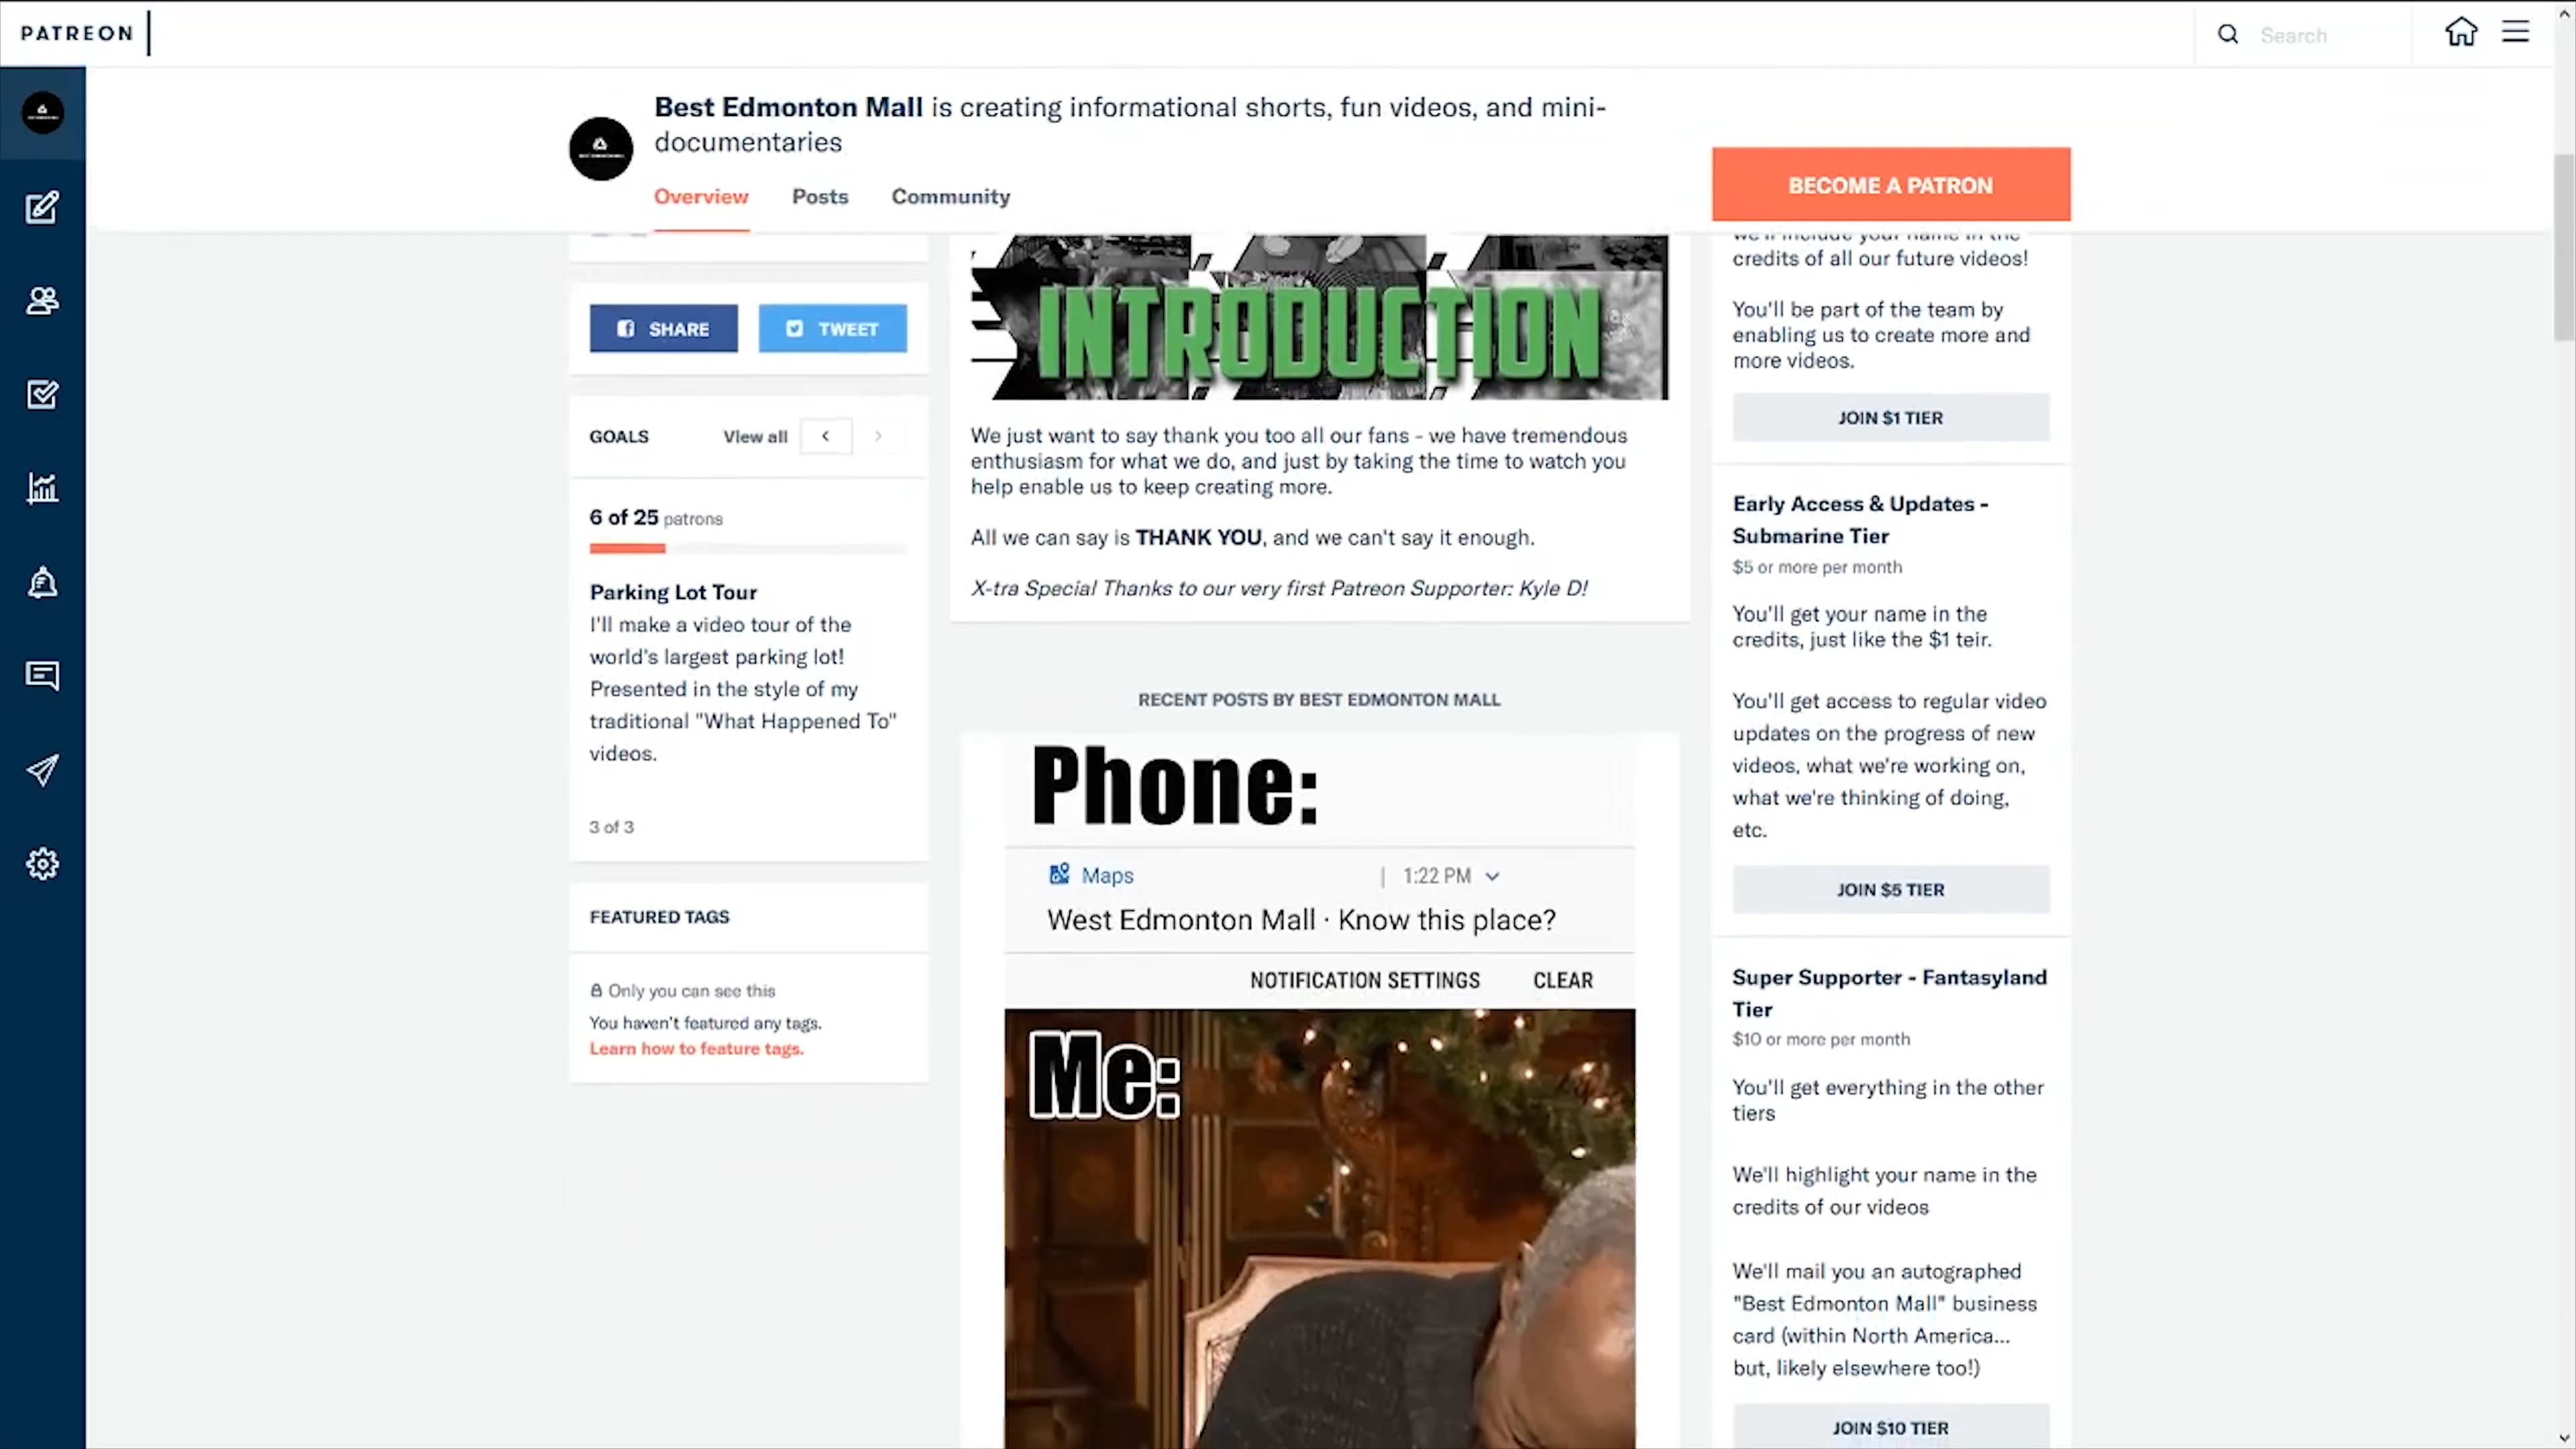 PATREON
Search
Best Edmonton Mall is creating informational shorts, fun videos, and mini-
documentaries
Overview
Posts
Community
BECOME A PATRON
SHARE
TWEET
GOALS
View all
6 of 25 patrons
Parking Lot Tour
I'll make a video tour of the
world's largest parking lot!
Presented in the style of my
traditional "What Happened To"
videos.
3 of 3
FEATURED TAGS
Only you can see this
You haven't featured any tags.
Learn how to feature tags.
INTRODUCTION
We just want to say thank you too all our fans - we have tremendous
enthusiasm for what we do, and just by taking the time to watch you
help enable us to keep creating more.
All we can say is THANK YOU, and we can't say it enough.
X-tra Special Thanks to our very first Patreon Supporter: Kyle D!
RECENT POSTS BY BEST EDMONTON MALL
Phone:
Maps
| 1:22 PM
West Edmonton Mall · Know this place?
NOTIFICATION SETTINGS
CLEAR
Me:
we'll include your name in the
credits of all our future videos!
You'll be part of the team by
enabling us to create more and
more videos.
JOIN $1 TIER
Early Access & Updates -
Submarine Tier
$5 or more per month
You'll get your name in the
credits, just like the $1 teir.
You'll get access to regular video
updates on the progress of new
videos, what we're working on,
what we're thinking of doing,
etc.
JOIN $5 TIER
Super Supporter - Fantasyland
Tier
$10 or more per month
You'll get everything in the other
tiers
We'll highlight your name in the
credits of our videos
We'll mail you an autographed
"Best Edmonton Mall" business
card (within North America...
but, likely elsewhere too!)
JOIN $10 TIER